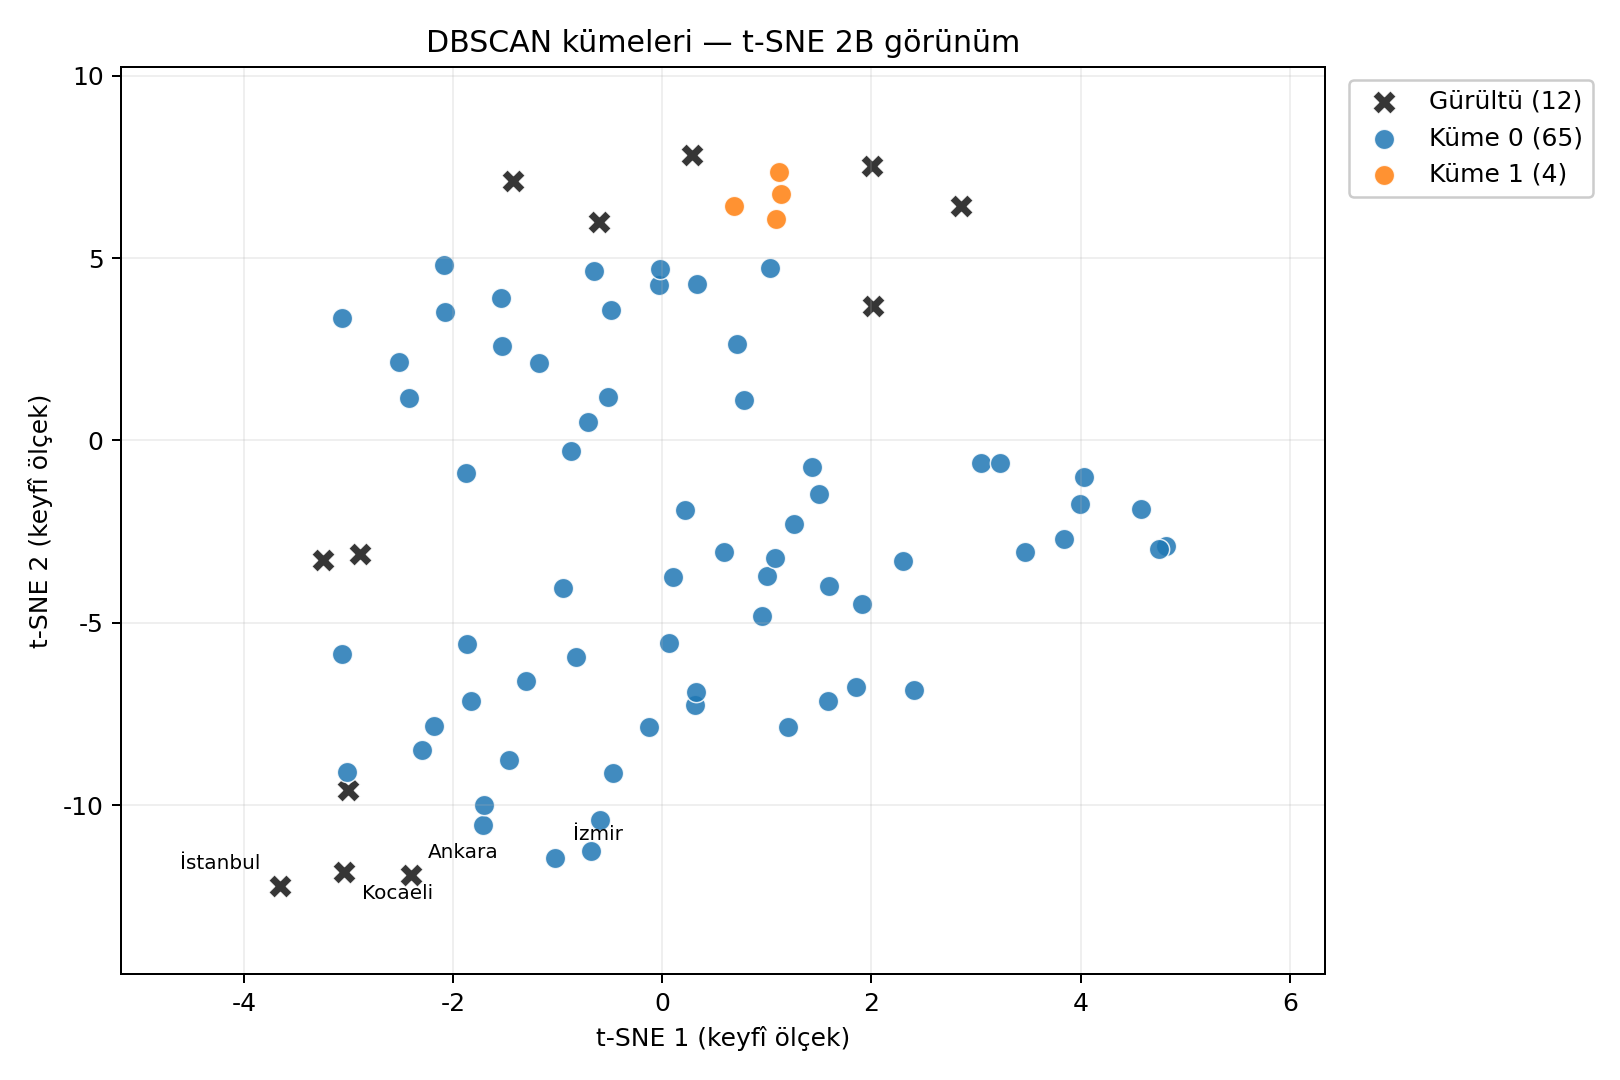 DBSCAN kümeleri — t-SNE 2B görünüm
Gürültü (12)
Küme 0 (65)
Küme 1 (4)
10
5
0
-5
-10
t-SNE 2 (keyfî ölçek)
İstanbul
Kocaeli
Ankara
İzmir
-4
-2
0
2
4
6
t-SNE 1 (keyfî ölçek)